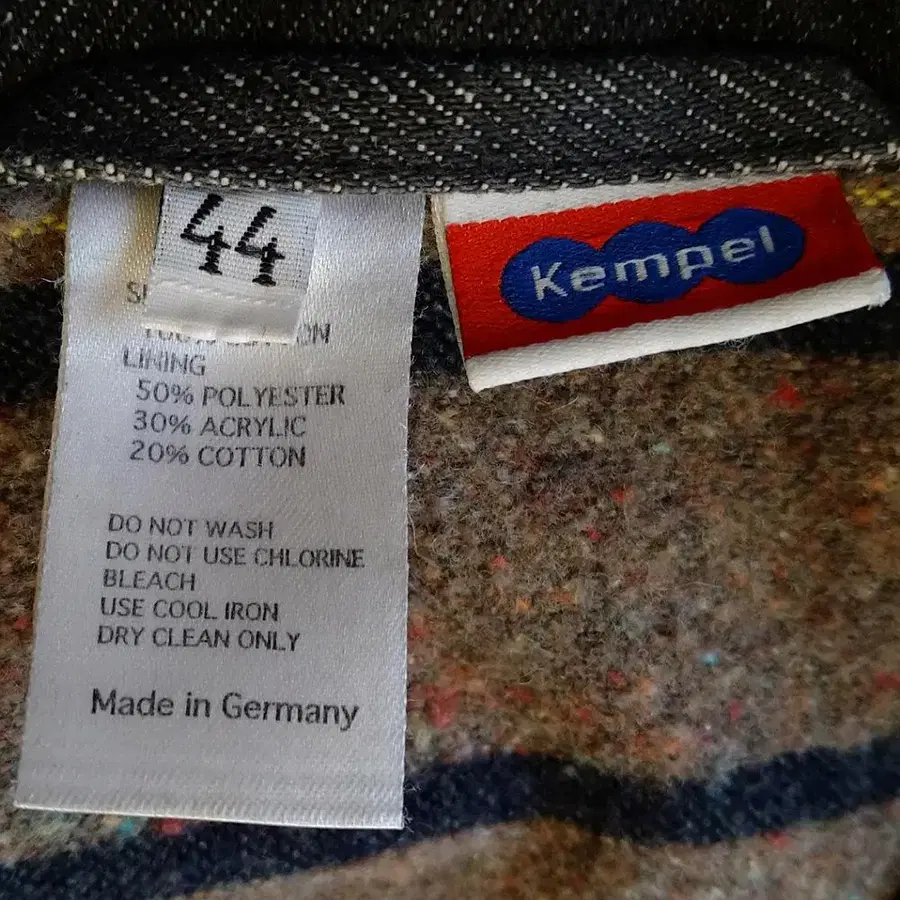 44
LINING
50% POLYESTER
30% ACRYLIC
20% COTTON
DO NOT WASH
DO NOT USE CHLORINE
BLEACH
USE COOL IRON
DRY CLEAN ONLY
Made in Germany
Kempel